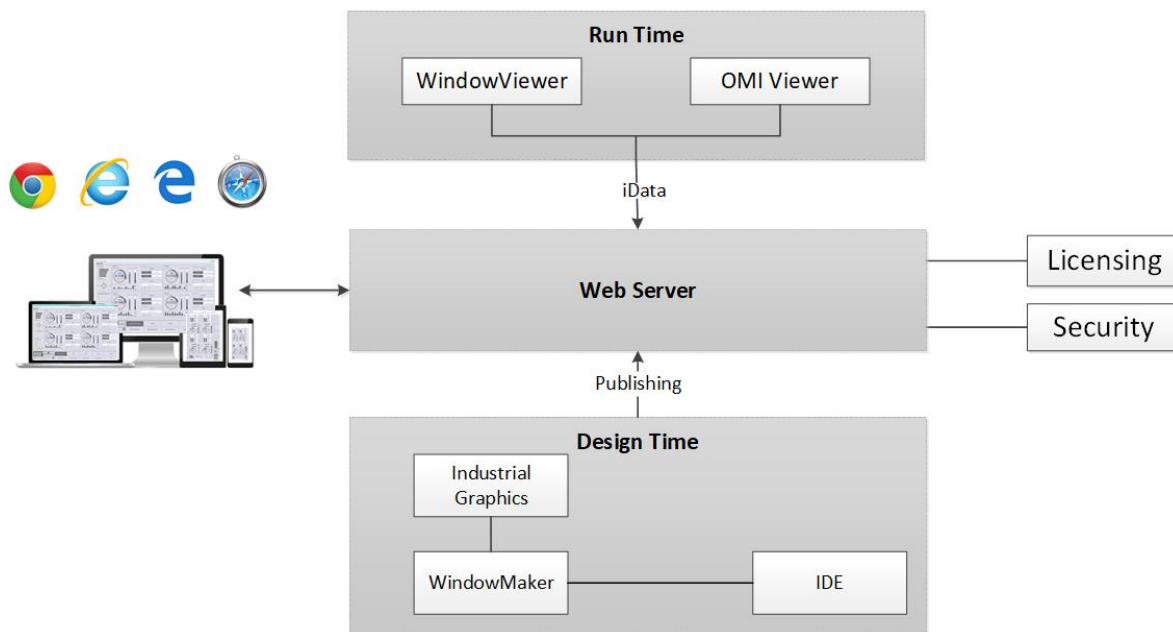 Run Time
WindowViewer
OMI Viewer
iData
Web Server
Licensing
Security
Publishing
Design Time
Industrial
Graphics
WindowMaker
IDE